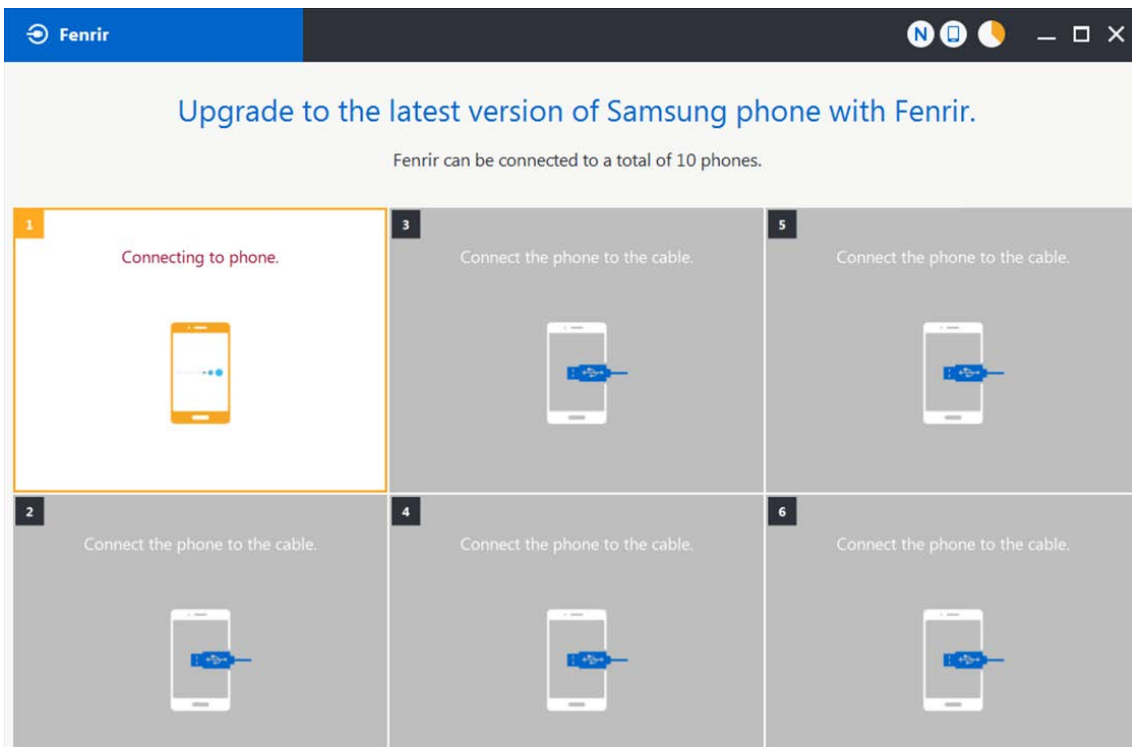 Fenrir
N
Upgrade to the latest version of Samsung phone with Fenrir.
Fenrir can be connected to a total of 10 phones.
1
Connecting to phone.
3
Connect the phone to the cable.
5
Connect the phone to the cable.
2
Connect the phone to the cable.
4
Connect the phone to the cable.
6
Connect the phone to the cable.